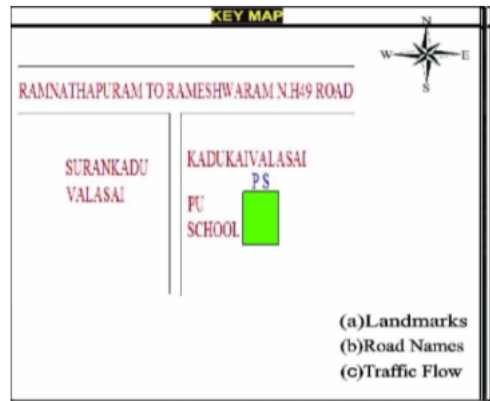 KEY MAP
N
W E
S
RAMNATHAPURAM TO RAMESHWARAM N.H49 ROAD
SURANKADU
VALASAI
KADUKAIVALASAI
P S
PU
SCHOOL
(a)Landmarks
(b)Road Names
(c)Traffic Flow